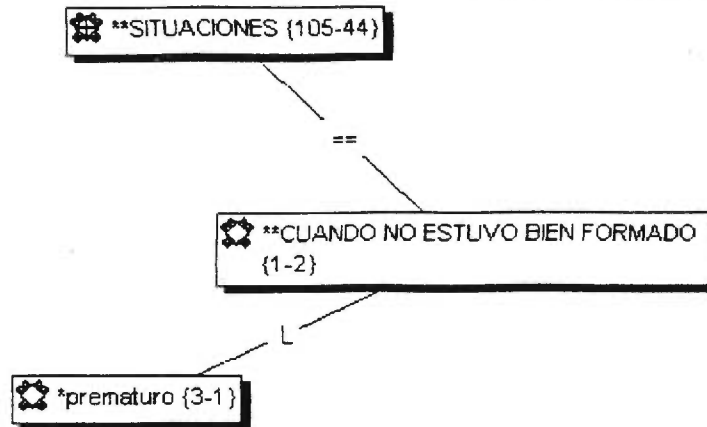 **SITUACIONES {105-44}
==
**CUANDO NO ESTUVO BIEN FORMADO
{1-2}
L
*prematuro {3-1}